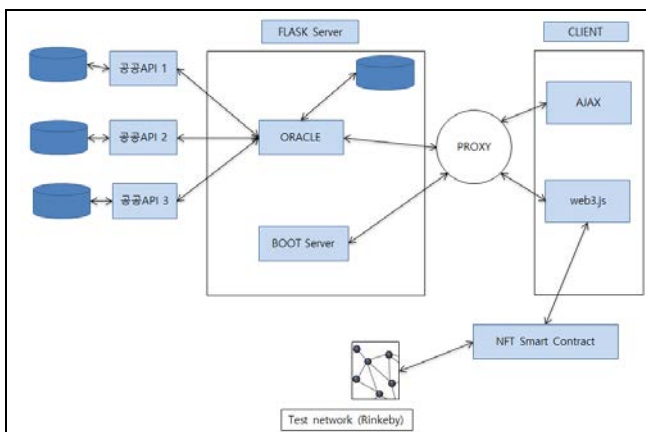 FLASK Server
CLIENT
공공API 1
AJAX
공공API 2
ORACLE
PROXY
공공API 3
web3.js
BOOT Server
NFT Smart Contract
Test network (Rinkeby)